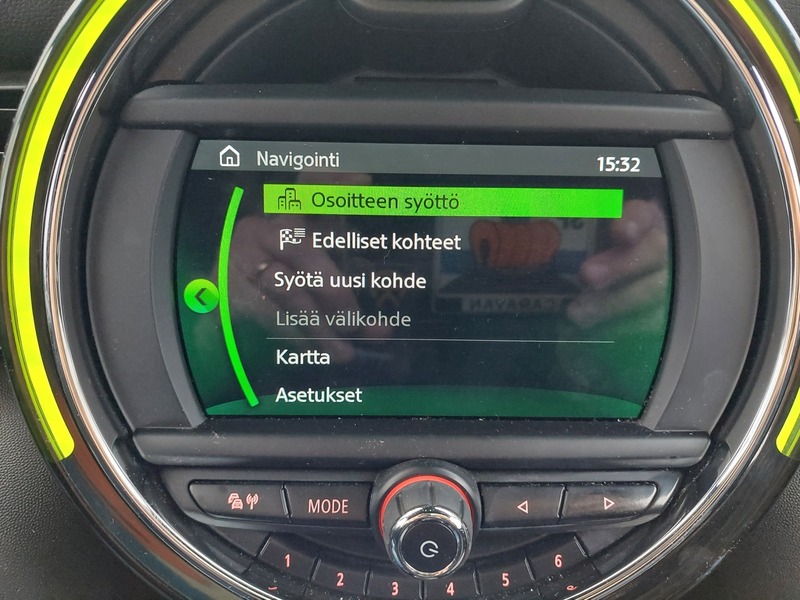 Navigointi 15:32
Osoitteen syöttö
Edelliset kohteet
Syötä uusi kohde
Lisää välikohde
Kartta
Asetukset
MODE
1 2 3 4 5 6